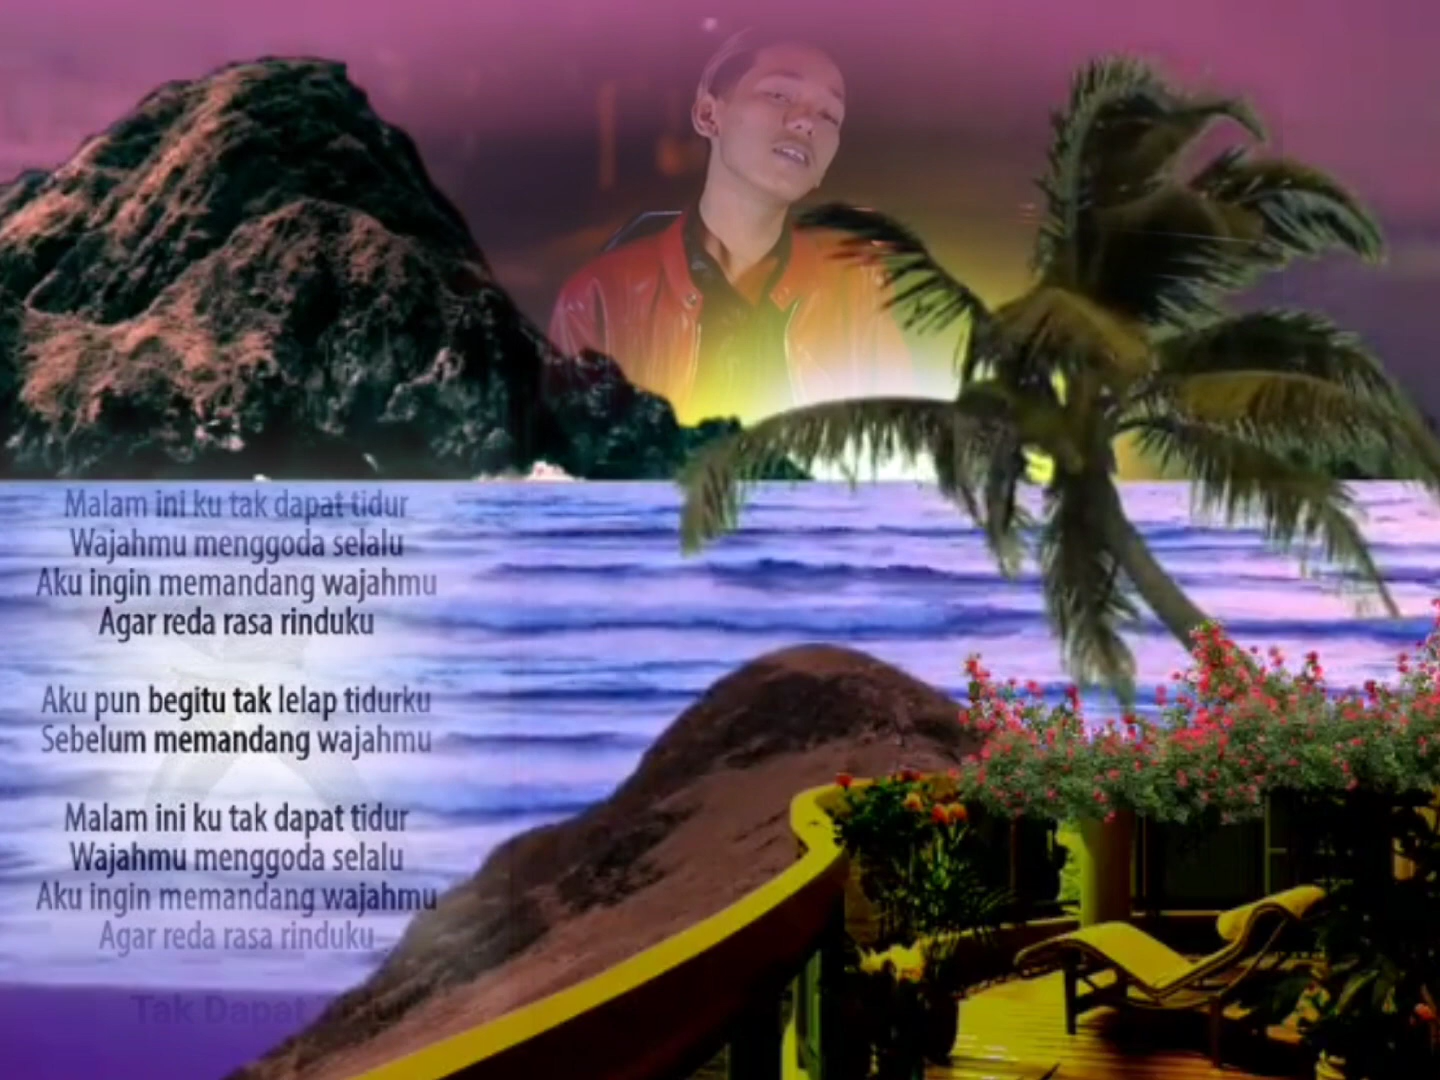 Malam ini ku tak dapat tidur
Wajahmu menggoda selalu
Aku ingin memandang wajahmu
Agar reda rasa rinduku
Aku pun begitu tak lelap tidurku
Sebelum memandang wajahmu
Malam ini ku tak dapat tidur
Wajahmu menggoda selalu
Aku ingin memandang wajahmu
Agar reda rasa rinduku
Tak Dapat Tidur